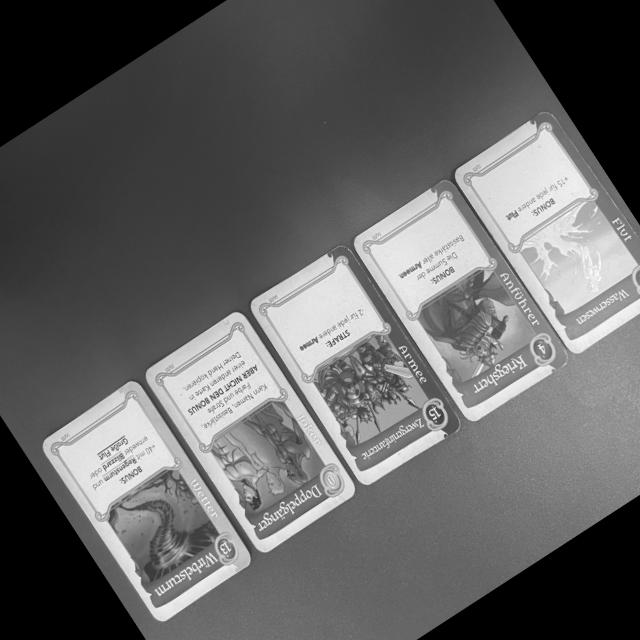 Wasserwesen
Flut
BONUS:
+15 für jede andere Flut
4 Kriegsherr
Anführer
BONUS:
Die Summe der
Basisstärke aller Armeen
15 Zwergeninfanterie
Armee
STRAFE:
-2 für jede andere Armee
0 Doppelgänger
Kann Namen, Basisstärke,
Farbe und Strafe
ABER NICHT DEN BONUS
einer anderen Karte in
Deiner Hand kopieren.
13 Wirbelsturm
Wetter
BONUS:
+40 mit Regensturm und
entweder Blizzard oder
Große Flut